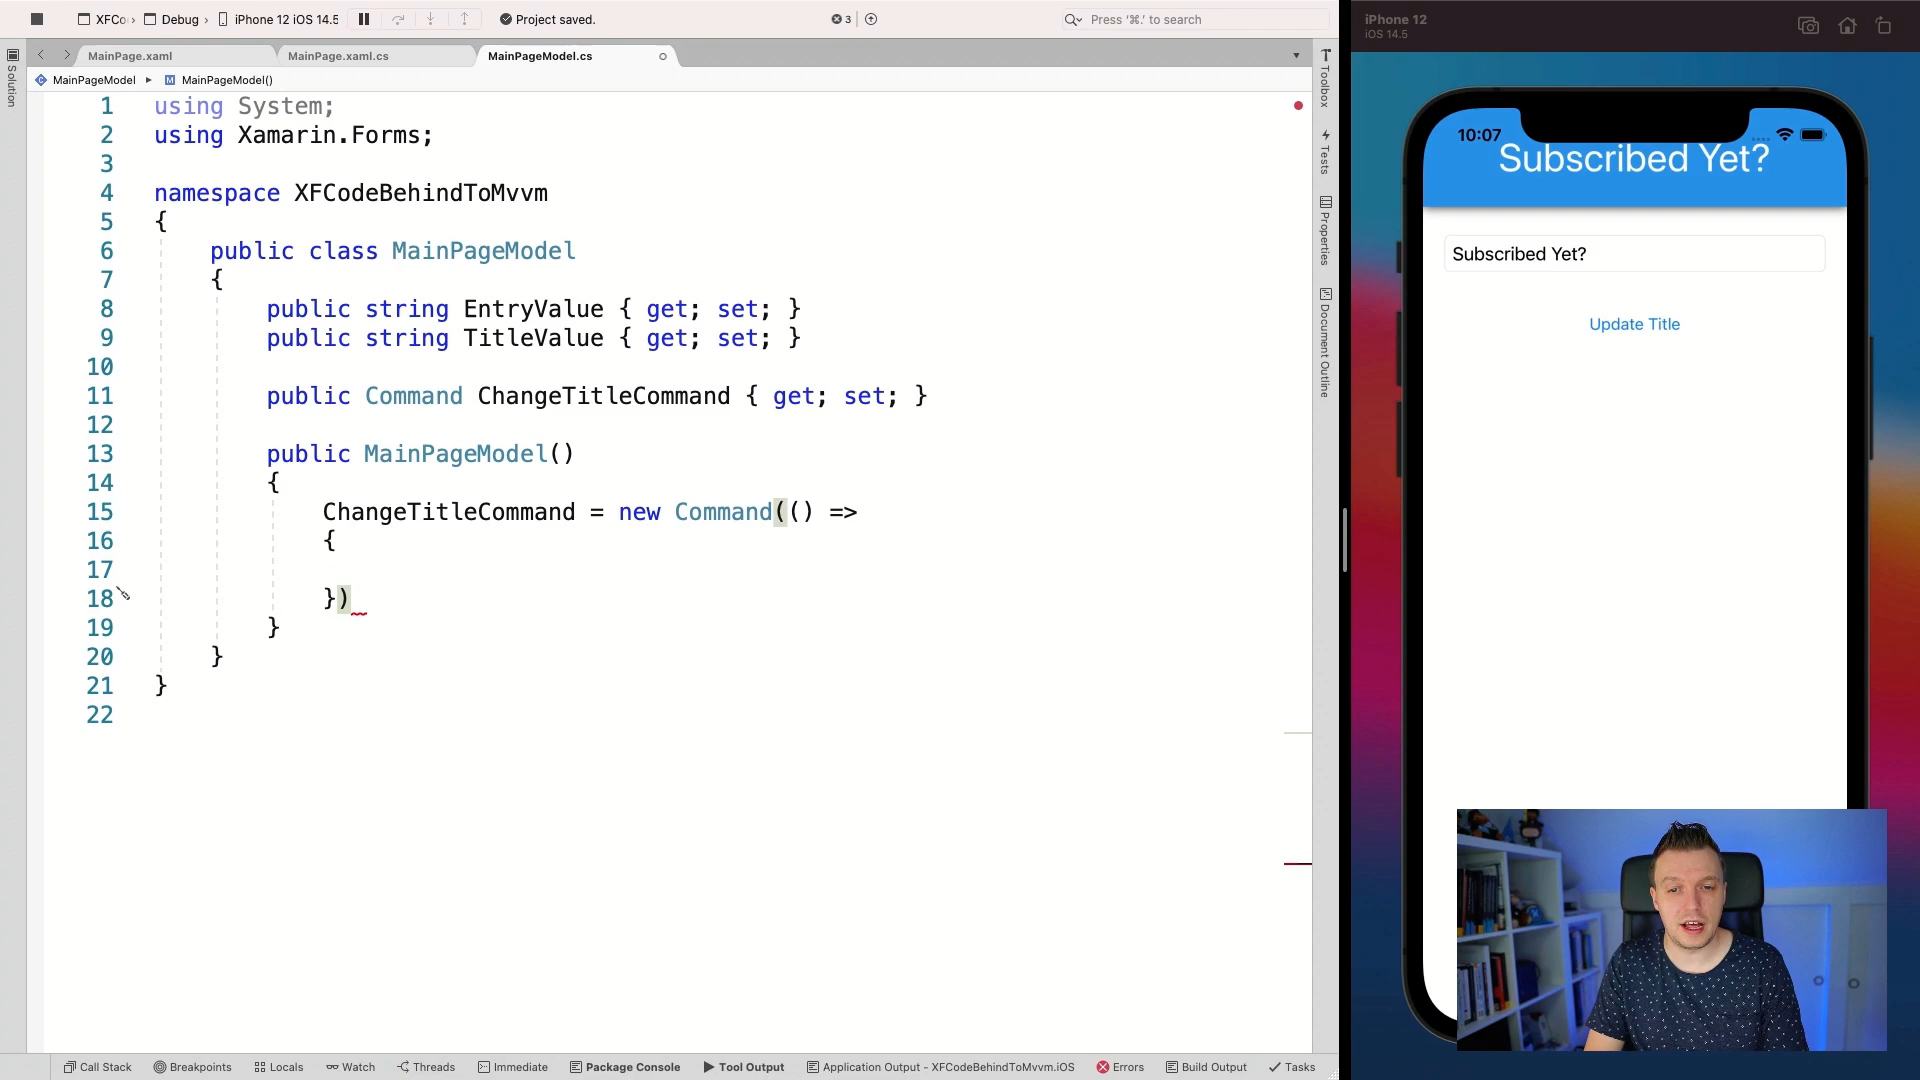 XFCo › Debug › iPhone 12 iOS 14.5
Project saved.
3
Press '⌘.' to search
MainPage.xaml
MainPage.xaml.cs
MainPageModel.cs
MainPageModel ▸ MainPageModel()
Solution
1 using System;
2 using Xamarin.Forms;
3
4 namespace XFCodeBehindToMvvm
5 {
6 public class MainPageModel
7 {
8 public string EntryValue { get; set; }
9 public string TitleValue { get; set; }
10
11 public Command ChangeTitleCommand { get; set; }
12
13 public MainPageModel()
14 {
15 ChangeTitleCommand = new Command(() =>
16 {
17
18 })
19 }
20 }
21 }
22
Toolbox
Tests
Properties
Document Outline
Call Stack
Breakpoints
Locals
Watch
Threads
Immediate
Package Console
Tool Output
Application Output - XFCodeBehindToMvvm.iOS
Errors
Build Output
Tasks
iPhone 12
iOS 14.5
10:07
Subscribed Yet?
Subscribed Yet?
Update Title